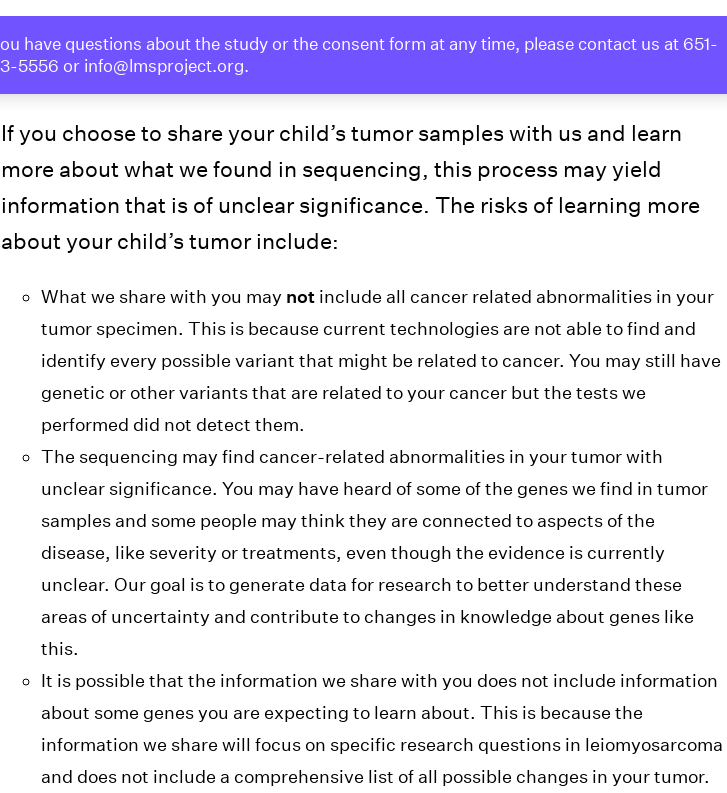 ou have questions about the study or the consent form at any time, please contact us at 651-
3-5556 or info@lmsproject.org.
If you choose to share your child’s tumor samples with us and learn
more about what we found in sequencing, this process may yield
information that is of unclear significance. The risks of learning more
about your child’s tumor include:
What we share with you may not include all cancer related abnormalities in your
tumor specimen. This is because current technologies are not able to find and
identify every possible variant that might be related to cancer. You may still have
genetic or other variants that are related to your cancer but the tests we
performed did not detect them.
The sequencing may find cancer-related abnormalities in your tumor with
unclear significance. You may have heard of some of the genes we find in tumor
samples and some people may think they are connected to aspects of the
disease, like severity or treatments, even though the evidence is currently
unclear. Our goal is to generate data for research to better understand these
areas of uncertainty and contribute to changes in knowledge about genes like
this.
It is possible that the information we share with you does not include information
about some genes you are expecting to learn about. This is because the
information we share will focus on specific research questions in leiomyosarcoma
and does not include a comprehensive list of all possible changes in your tumor.